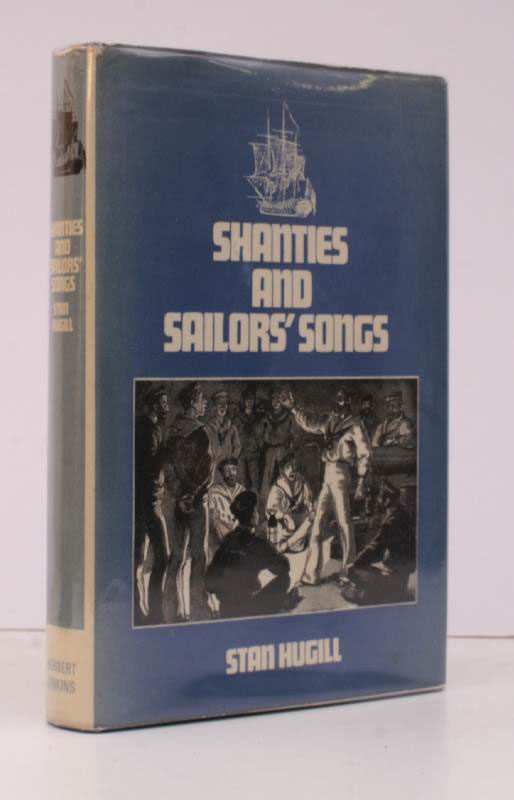 SHANTIES
AND
SAILORS'
SONGS
STAN
HUGILL
HERBERT
JENKINS
SHANTIES
AND
SAILORS' SONGS
STAN HUGILL